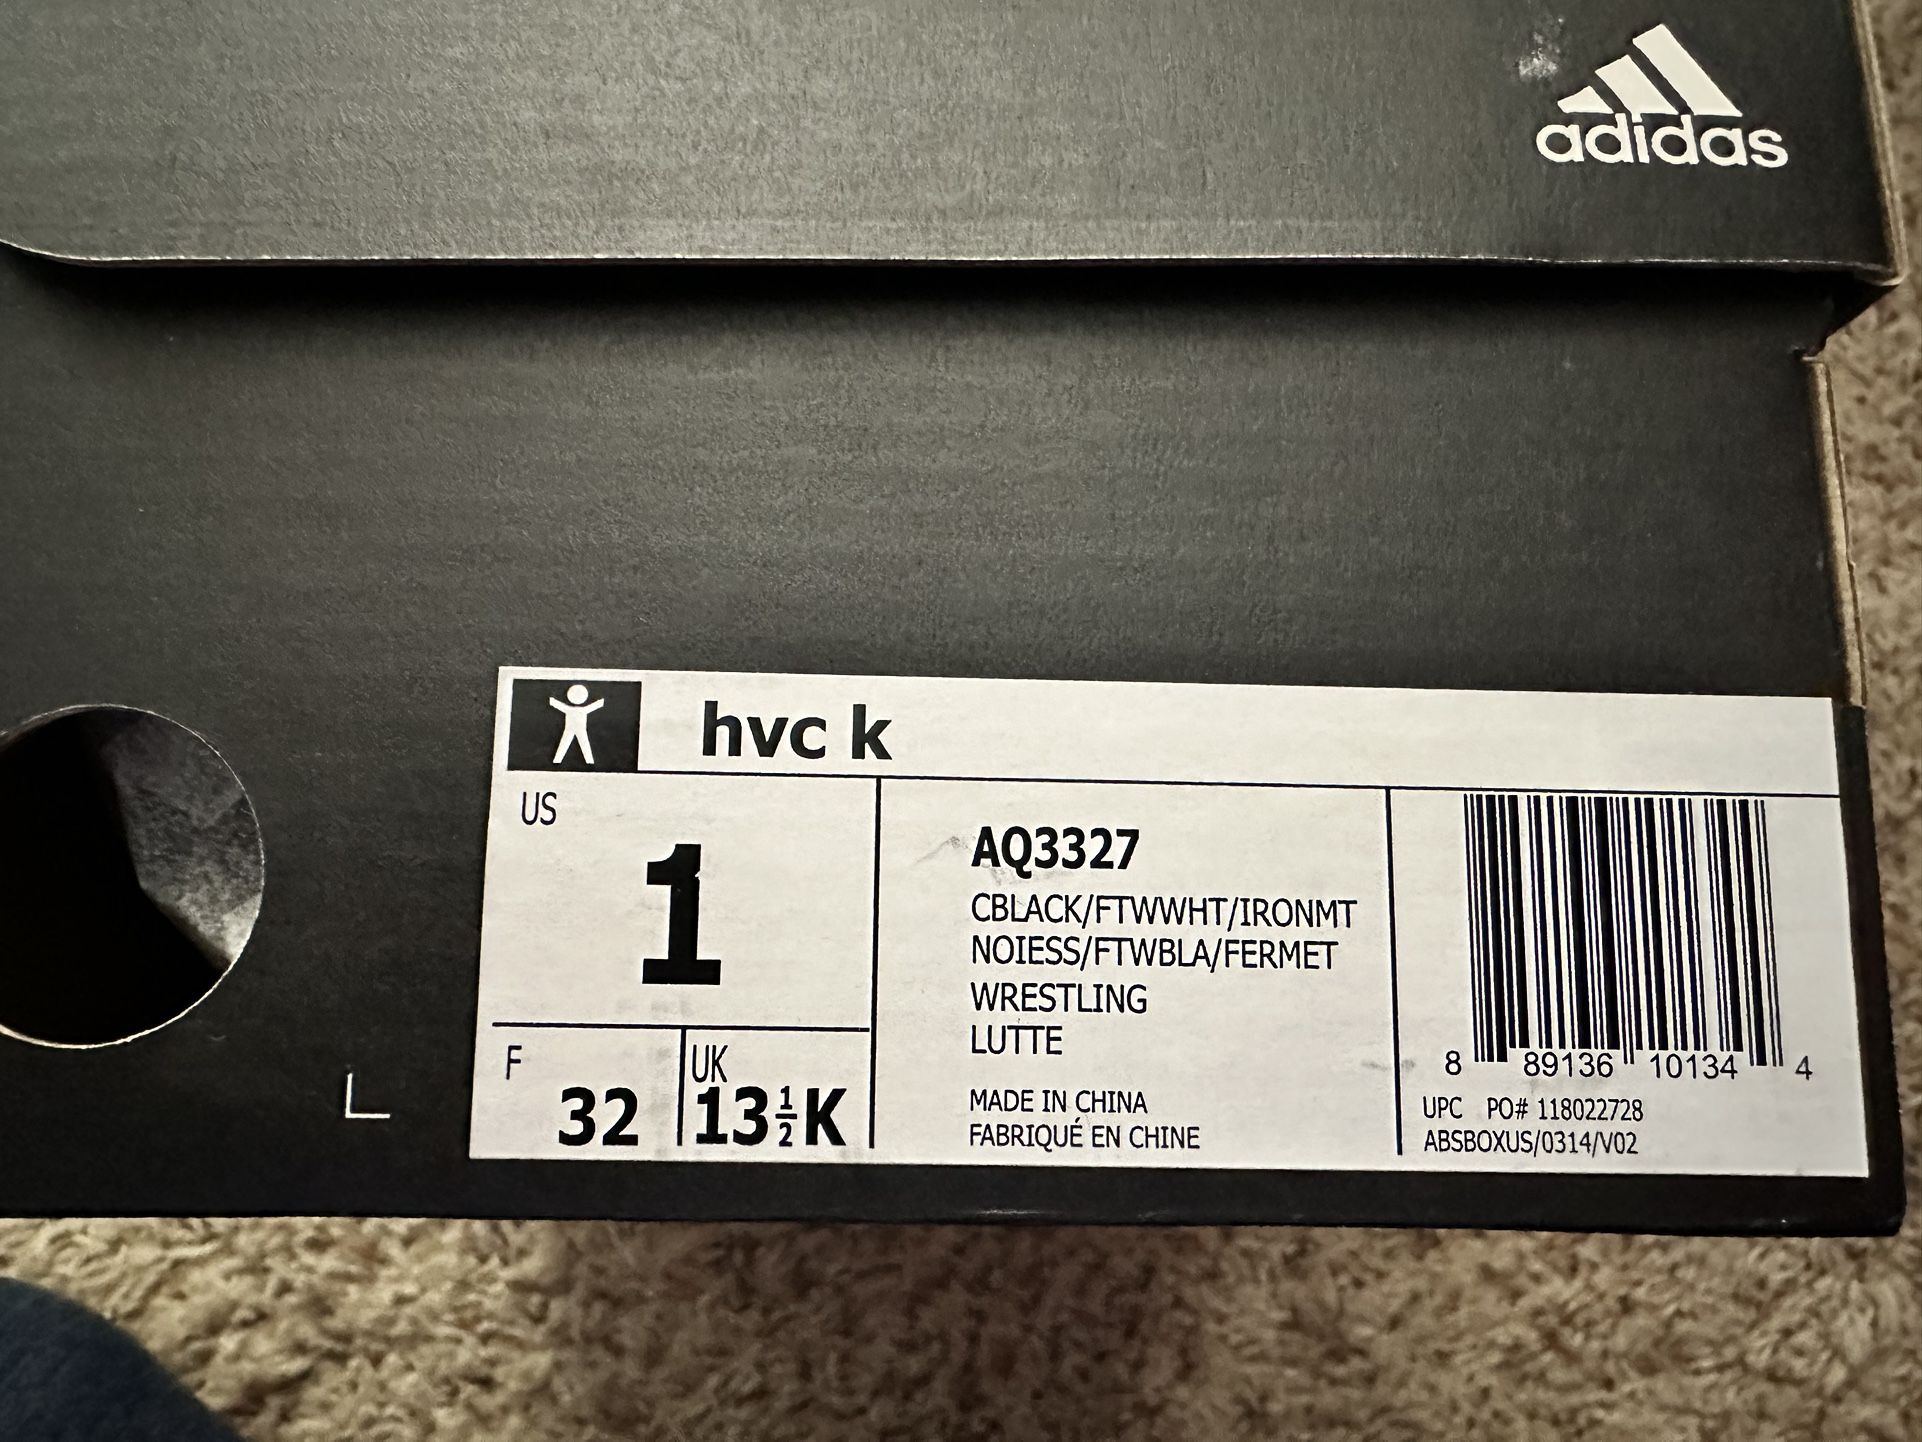 adidas
hvc k
US
1
F
32
UK
13½K
AQ3327
CBLACK/FTWWHT/IRONMT
NOIESS/FTWBLA/FERMET
WRESTLING
LUTTE
MADE IN CHINA
FABRIQUÉ EN CHINE
8 89136 10134 4
UPC PO# 118022728
ABSBOXUS/0314/V02